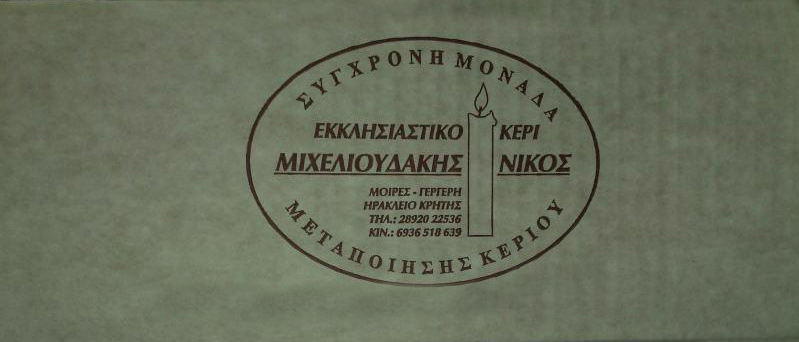 ΣΥΓΧΡΟΝΗ ΜΟΝΑΔΑ
ΕΚΚΛΗΣΙΑΣΤΙΚΟ ΚΕΡΙ
ΜΙΧΕΛΙΟΥΔΑΚΗΣ ΝΙΚΟΣ
ΜΟΙΡΕΣ - ΓΕΡΓΕΡΗ
ΗΡΑΚΛΕΙΟ ΚΡΗΤΗΣ
ΤΗΛ.: 28920 22536
ΚΙΝ.: 6936 518 639
ΜΕΤΑΠΟΙΗΣΗΣ ΚΕΡΙΟΥ